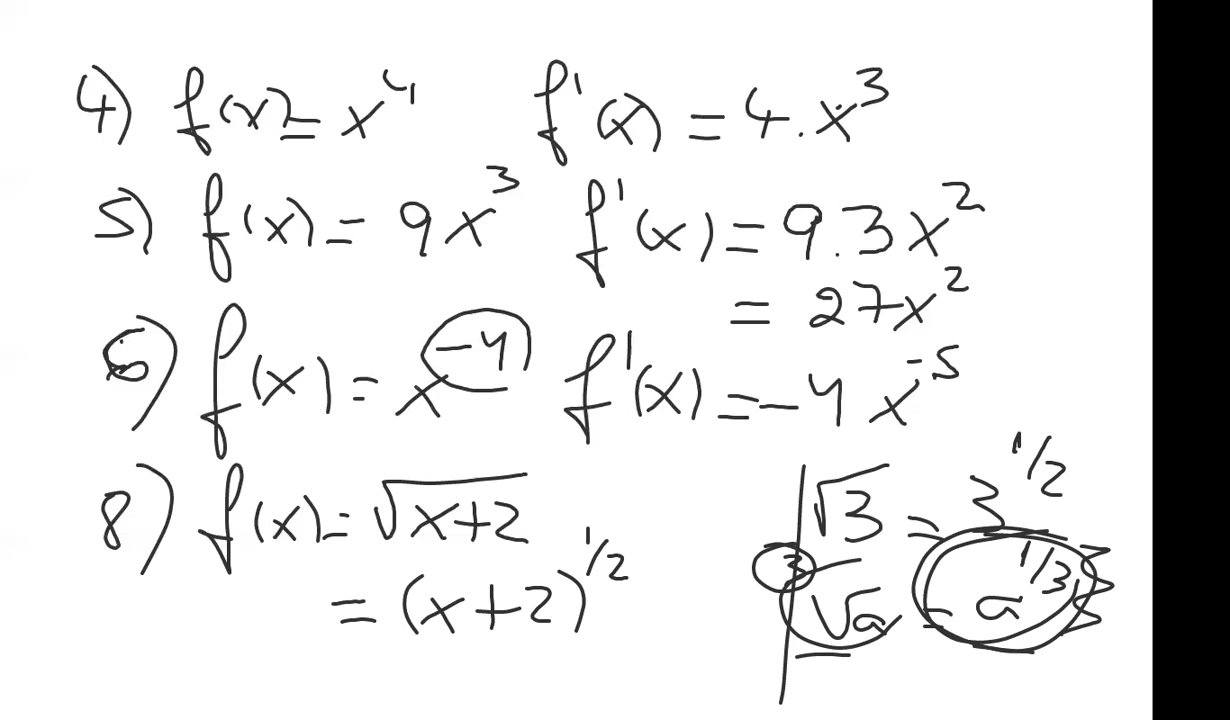 4) f(x) = x^4 f'(x) = 4.x^3
5) f(x) = 9x^3 f'(x) = 9.3x^2
= 27x^2
6) f(x) = x^-4 f'(x) = -4x^-5
8) f(x) = √x+2 √3 = 3^1/2
= (x+2)^1/2 ³√a = a^1/3